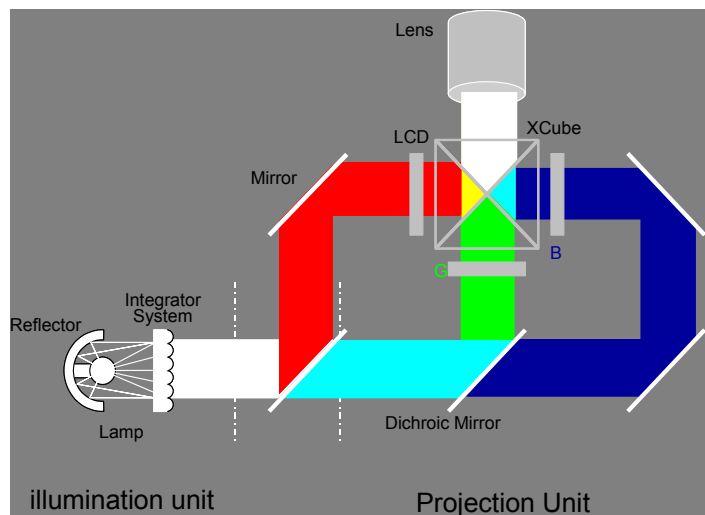 Lens
LCD
XCube
Mirror
B
G
Integrator
System
Reflector
Lamp
Dichroic Mirror
illumination unit
Projection Unit